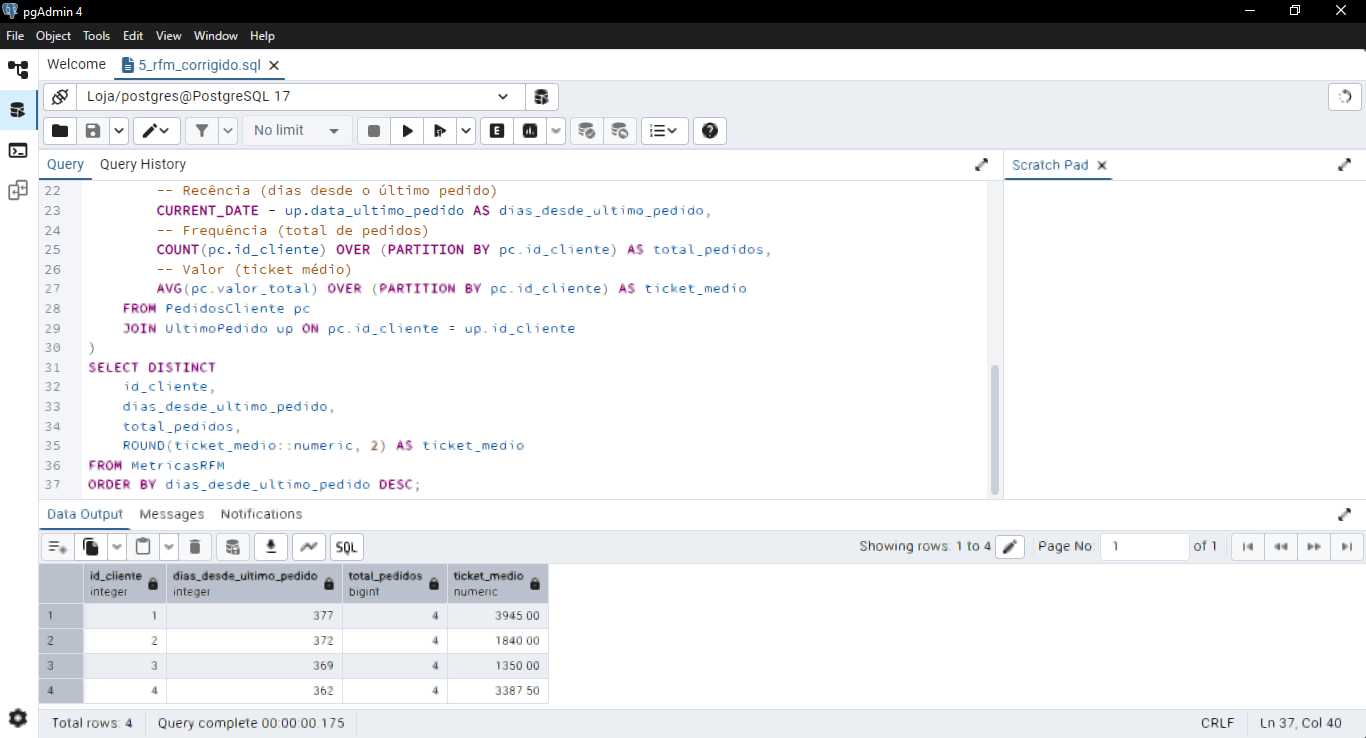 pgAdmin 4
File Object Tools Edit View Window Help
Welcome 5_rfm_corrigido.sql
Loja/postgres@PostgreSQL 17
No limit E
Query Query History Scratch Pad
22 -- Recência (dias desde o último pedido)
23 CURRENT_DATE - up.data_ultimo_pedido AS dias_desde_ultimo_pedido,
24 -- Frequência (total de pedidos)
25 COUNT(pc.id_cliente) OVER (PARTITION BY pc.id_cliente) AS total_pedidos,
26 -- Valor (ticket médio)
27 AVG(pc.valor_total) OVER (PARTITION BY pc.id_cliente) AS ticket_medio
28 FROM PedidosCliente pc
29 JOIN UltimoPedido up ON pc.id_cliente = up.id_cliente
30 )
31 SELECT DISTINCT
32 id_cliente,
33 dias_desde_ultimo_pedido,
34 total_pedidos,
35 ROUND(ticket_medio::numeric, 2) AS ticket_medio
36 FROM MetricasRFM
37 ORDER BY dias_desde_ultimo_pedido DESC;
Data Output Messages Notifications
SQL Showing rows: 1 to 4 Page No: 1 of 1
id_cliente dias_desde_ultimo_pedido total_pedidos ticket_medio
integer integer bigint numeric
1 1 377 4 3945.00
2 2 372 4 1840.00
3 3 369 4 1350.00
4 4 362 4 3387.50
Total rows: 4 Query complete 00:00:00.175 CRLF Ln 37, Col 40